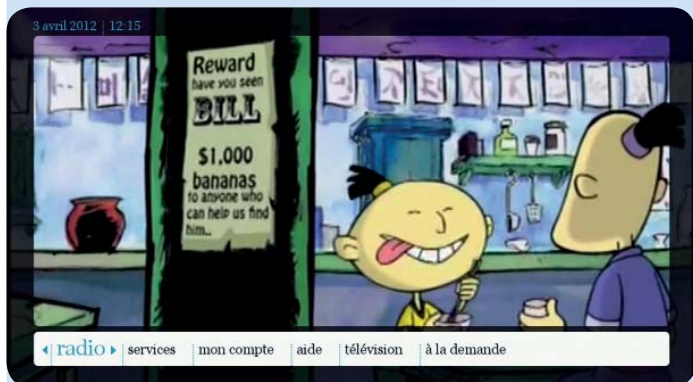 3 avril 2012 | 12:15
Reward
have you seen
BILL
$1,000
bananas
to anyone who
can help us find
him..
radio services mon compte aide télévision à la demande